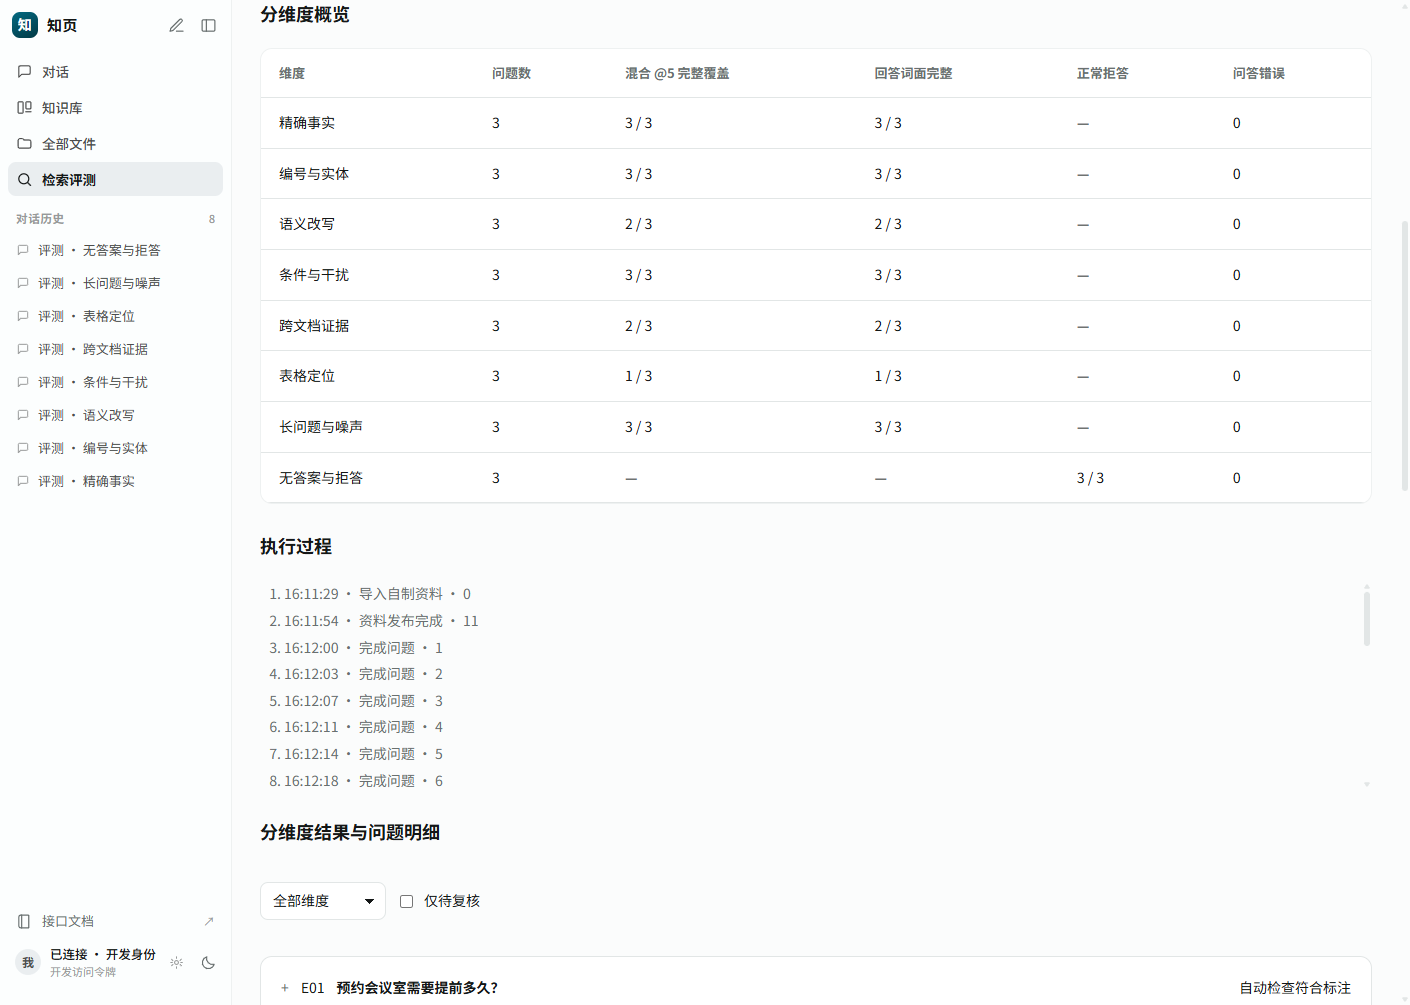 知 知页
对话
知识库
全部文件
检索评测
对话历史 8
评测 · 无答案与拒答
评测 · 长问题与噪声
评测 · 表格定位
评测 · 跨文档证据
评测 · 条件与干扰
评测 · 语义改写
评测 · 编号与实体
评测 · 精确事实
接口文档 ↗
我 已连接 · 开发身份
开发访问令牌
分维度概览
维度 问题数 混合 @5 完整覆盖 回答词面完整 正常拒答 问答错误
精确事实 3 3 / 3 3 / 3 — 0
编号与实体 3 3 / 3 3 / 3 — 0
语义改写 3 2 / 3 2 / 3 — 0
条件与干扰 3 3 / 3 3 / 3 — 0
跨文档证据 3 2 / 3 2 / 3 — 0
表格定位 3 1 / 3 1 / 3 — 0
长问题与噪声 3 3 / 3 3 / 3 — 0
无答案与拒答 3 — — 3 / 3 0
执行过程
1. 16:11:29 · 导入自制资料 · 0
2. 16:11:54 · 资料发布完成 · 11
3. 16:12:00 · 完成问题 · 1
4. 16:12:03 · 完成问题 · 2
5. 16:12:07 · 完成问题 · 3
6. 16:12:11 · 完成问题 · 4
7. 16:12:14 · 完成问题 · 5
8. 16:12:18 · 完成问题 · 6
分维度结果与问题明细
全部维度 仅待复核
+ E01 预约会议室需要提前多久? 自动检查符合标注